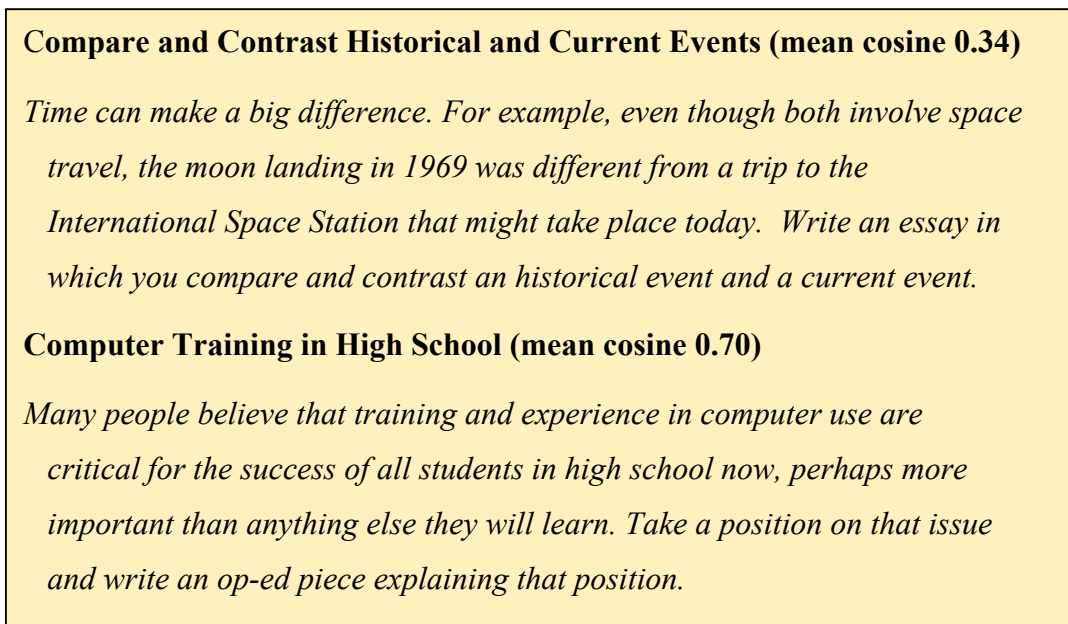 Compare and Contrast Historical and Current Events (mean cosine 0.34)
Time can make a big difference. For example, even though both involve space
travel, the moon landing in 1969 was different from a trip to the
International Space Station that might take place today.  Write an essay in
which you compare and contrast an historical event and a current event.
Computer Training in High School (mean cosine 0.70)
Many people believe that training and experience in computer use are
critical for the success of all students in high school now, perhaps more
important than anything else they will learn. Take a position on that issue
and write an op-ed piece explaining that position.